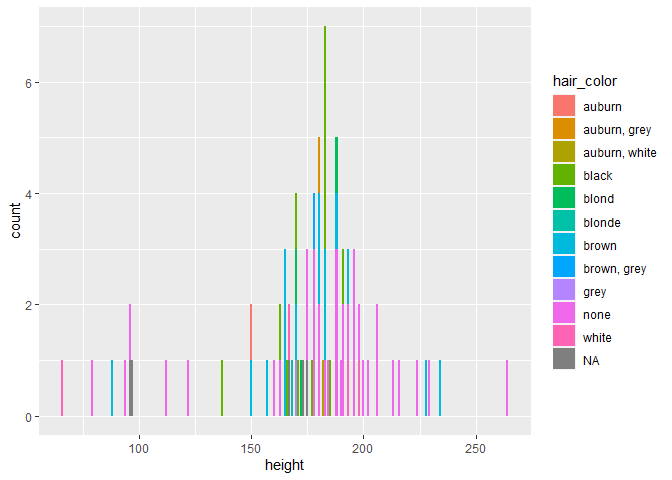 count
6
4
2
0
100
150
200
250
height
hair_color
auburn
auburn, grey
auburn, white
black
blond
blonde
brown
brown, grey
grey
none
white
NA